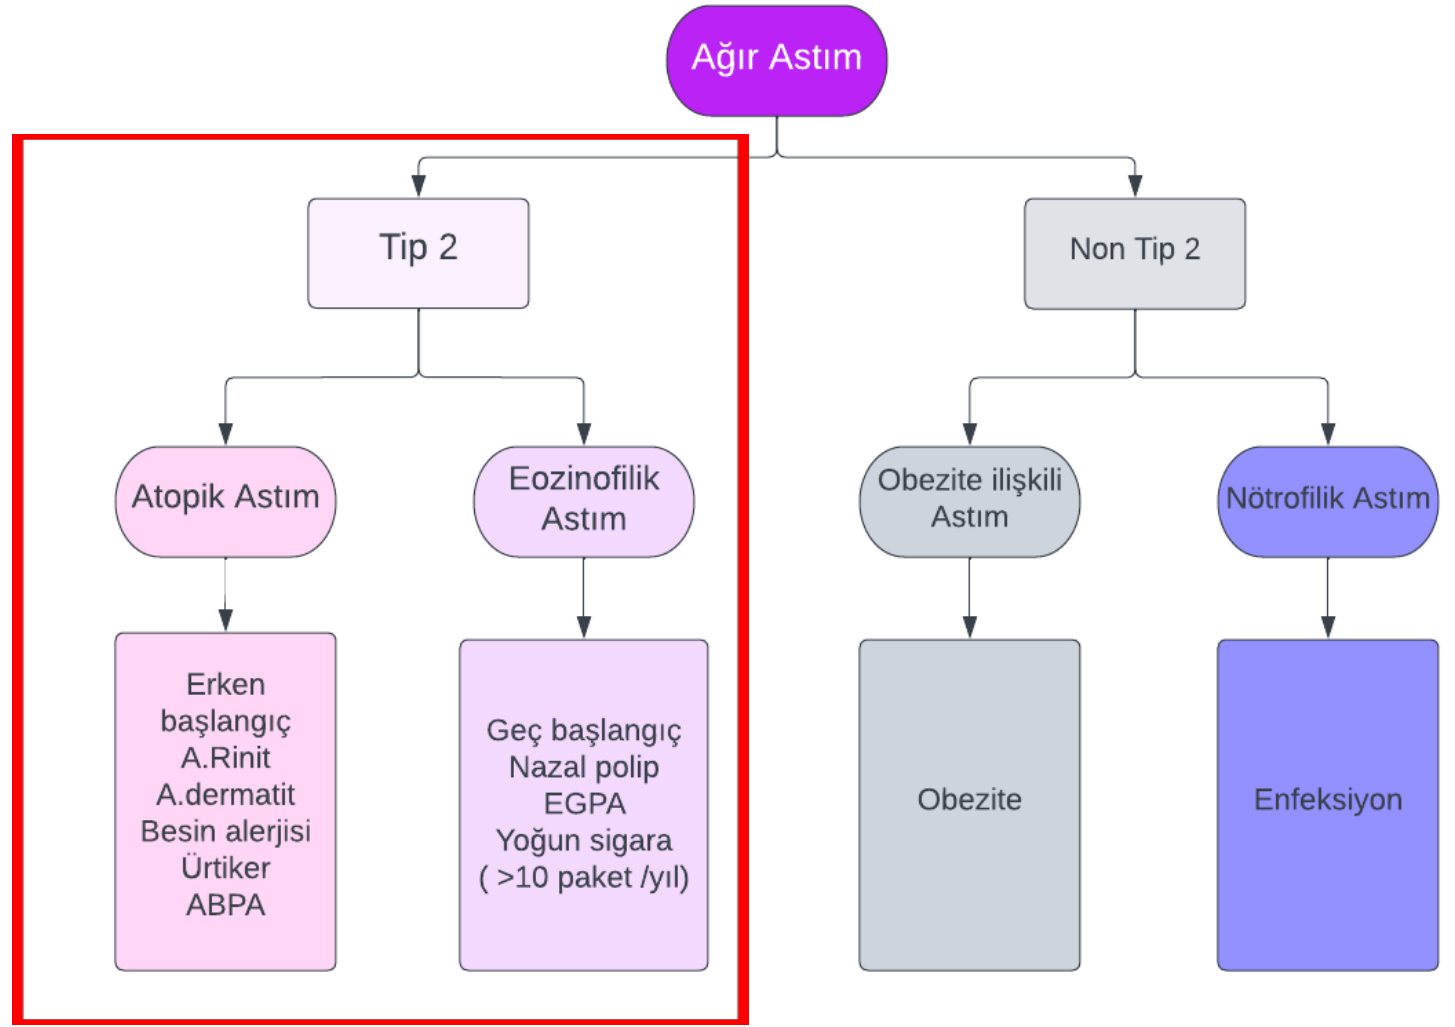 Ağır Astım
Tip 2
Non Tip 2
Atopik Astım
Eozinofilik
Astım
Obezite ilişkili
Astım
Nötrofilik Astım
Erken
başlangıç
A.Rinit
A.dermatit
Besin alerjisi
Ürtiker
ABPA
Geç başlangıç
Nazal polip
EGPA
Yoğun sigara
( >10 paket /yıl)
Obezite
Enfeksiyon